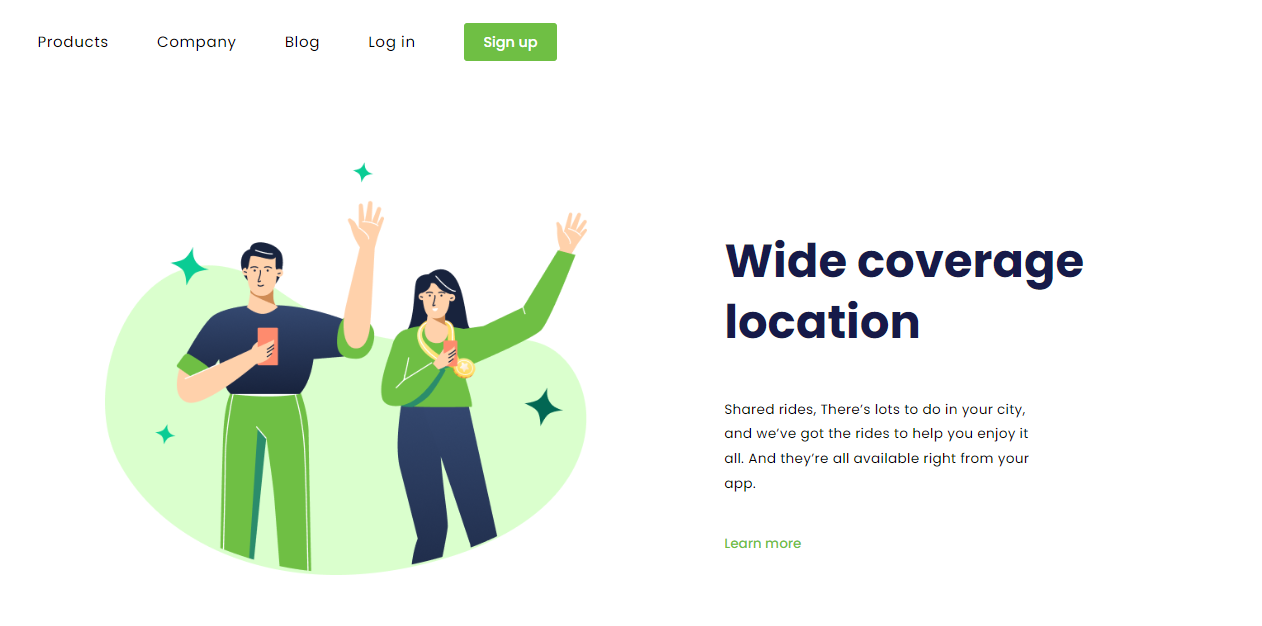 Products Company Blog Log in Sign up
Wide coverage
location
Shared rides, There’s lots to do in your city,
and we’ve got the rides to help you enjoy it
all. And they’re all available right from your
app.
Learn more